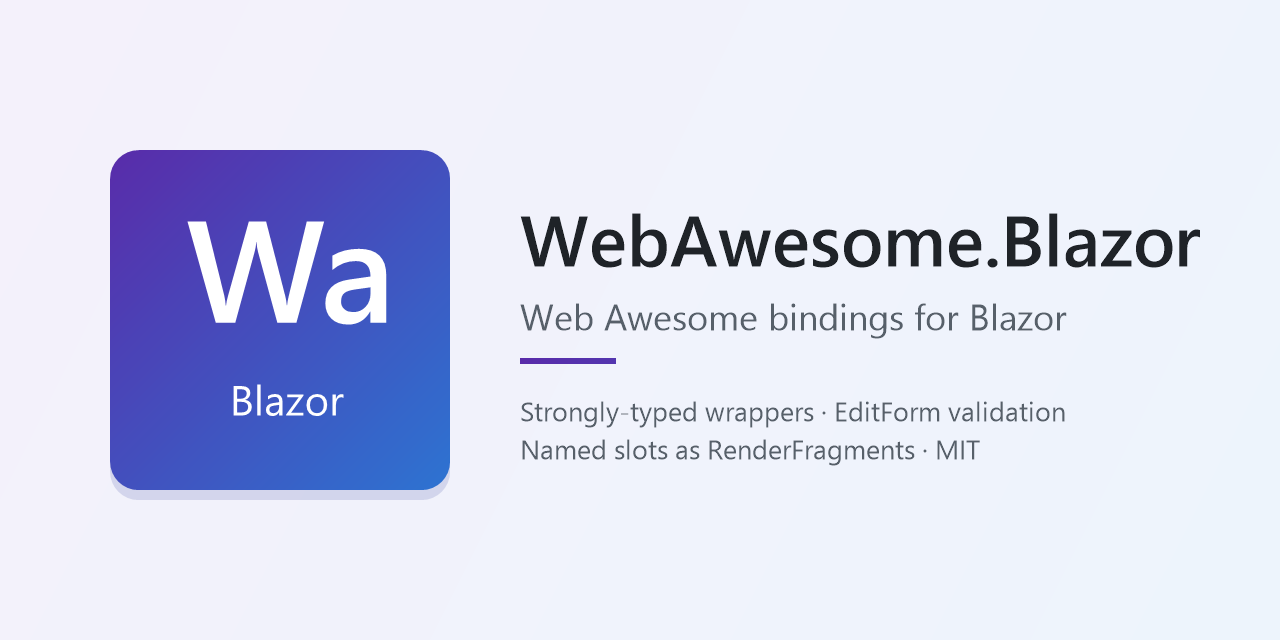 Wa
Blazor
WebAwesome.Blazor
Web Awesome bindings for Blazor
Strongly-typed wrappers · EditForm validation
Named slots as RenderFragments · MIT